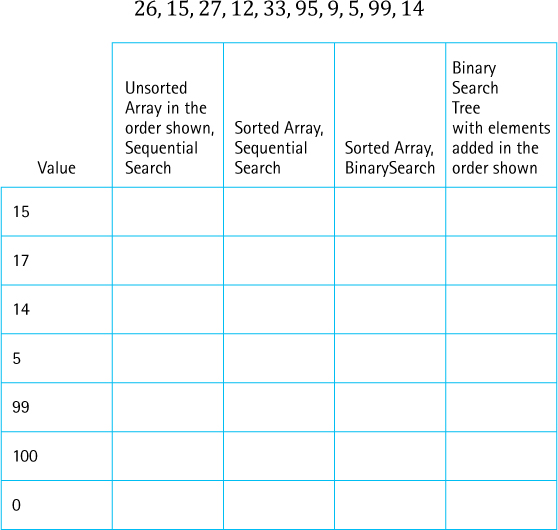 26, 15, 27, 12, 33, 95, 9, 5, 99, 14
Value
Unsorted
Array in the
order shown,
Sequential
Search
Sorted Array,
Sequential
Search
Sorted Array,
BinarySearch
Binary
Search
Tree
with elements
added in the
order shown
15
17
14
5
99
100
0